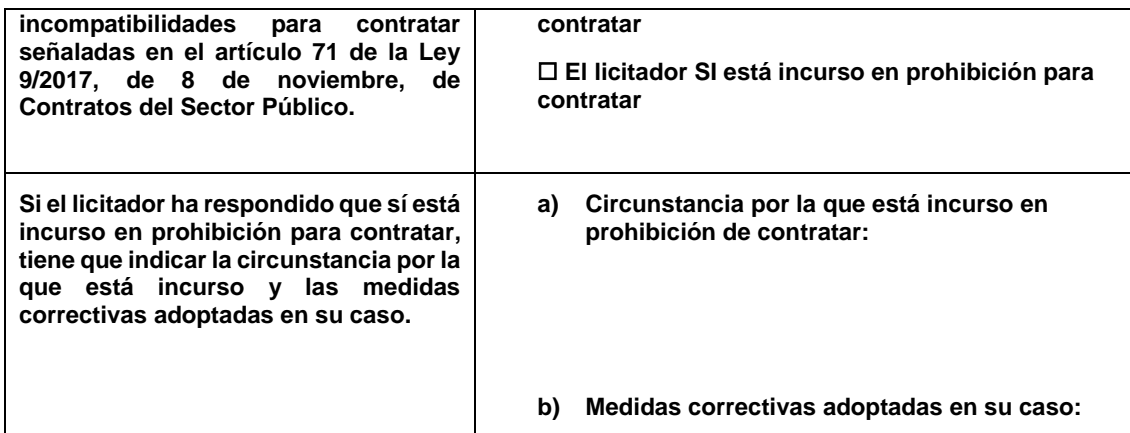 incompatibilidades para contratar
señaladas en el artículo 71 de la Ley
9/2017, de 8 de noviembre, de
Contratos del Sector Público.
contratar
☐ El licitador SI está incurso en prohibición para
contratar
Si el licitador ha respondido que sí está
incurso en prohibición para contratar,
tiene que indicar la circunstancia por la
que está incurso y las medidas
correctivas adoptadas en su caso.
a) Circunstancia por la que está incurso en
prohibición de contratar:
b) Medidas correctivas adoptadas en su caso: